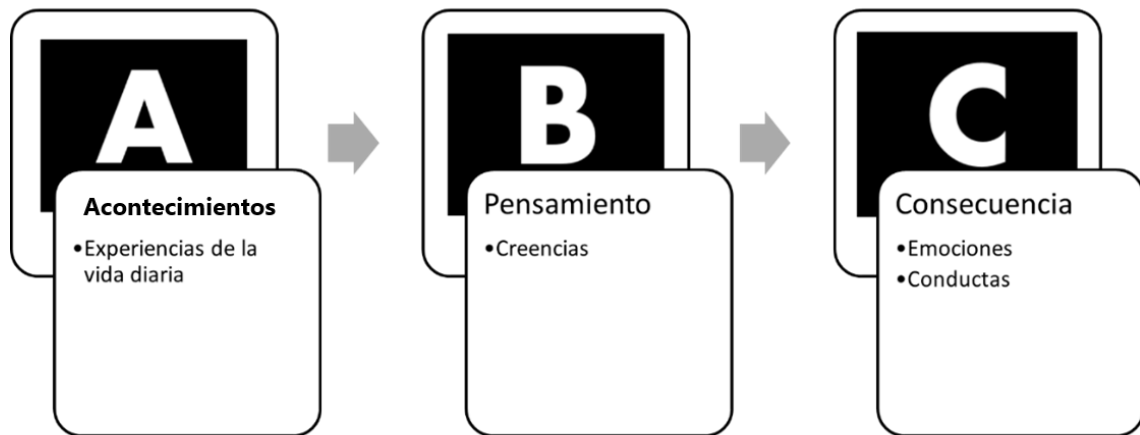 A
Acontecimientos
•Experiencias de la
vida diaria
B
Pensamiento
•Creencias
C
Consecuencia
•Emociones
•Conductas